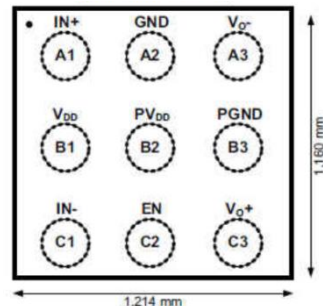 IN+ GND VO-
A1 A2 A3
VDD PVDD PGND
B1 B2 B3
IN- EN VO+
C1 C2 C3
1,160 mm
1,214 mm